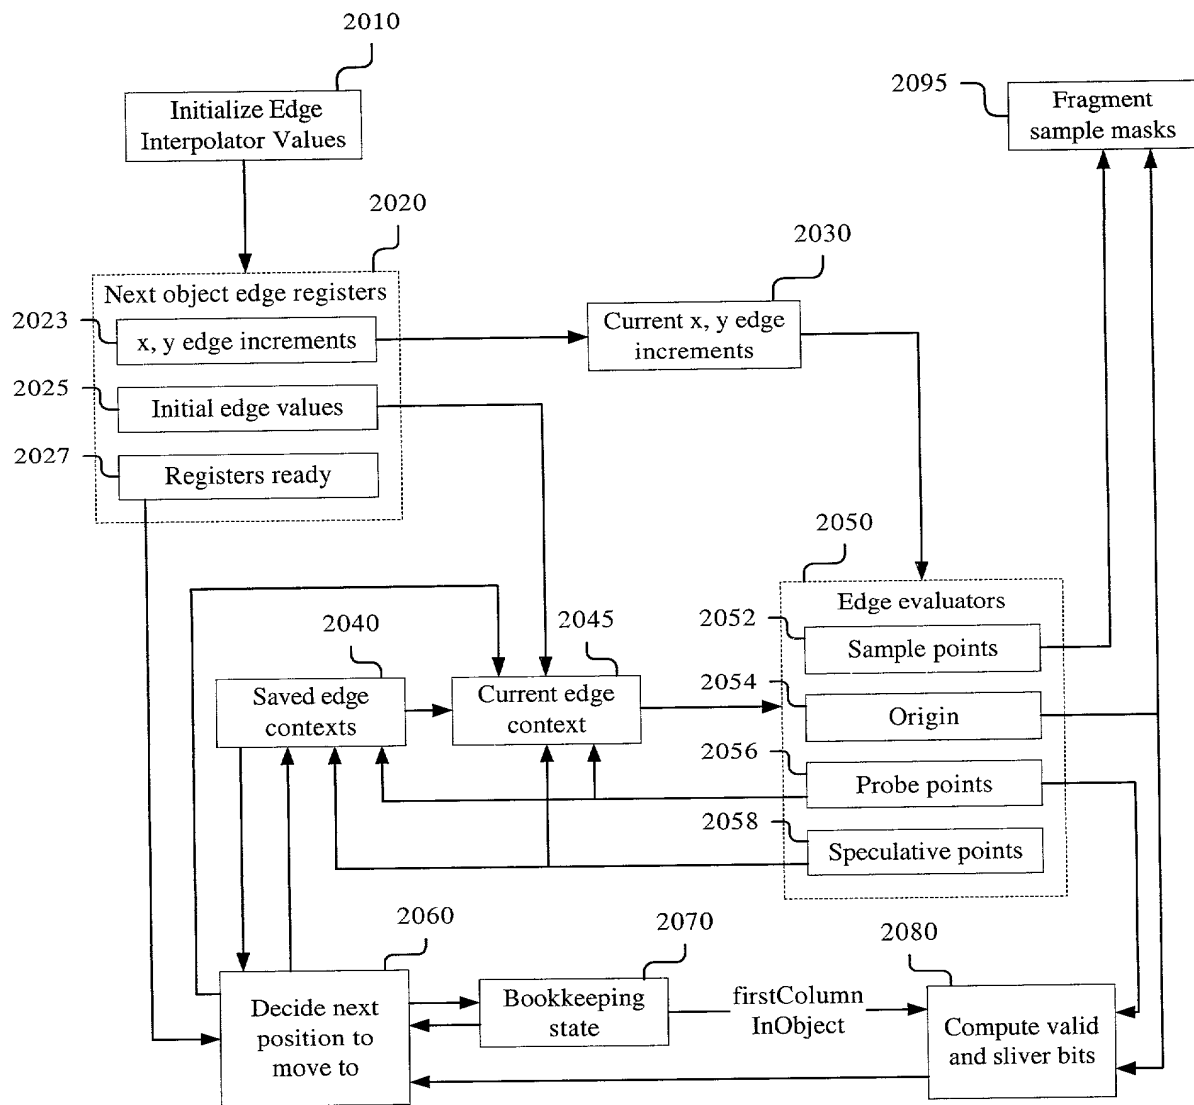 2010
Initialize Edge
Interpolator Values
2095
Fragment
sample masks
2020
Next object edge registers
2023
x, y edge increments
2025
Initial edge values
2027
Registers ready
2030
Current x, y edge
increments
2040
Saved edge
contexts
2045
Current edge
context
2050
Edge evaluators
2052
Sample points
2054
Origin
2056
Probe points
2058
Speculative points
2060
Decide next
position to
move to
2070
Bookkeeping
state
firstColumn
InObject
2080
Compute valid
and sliver bits